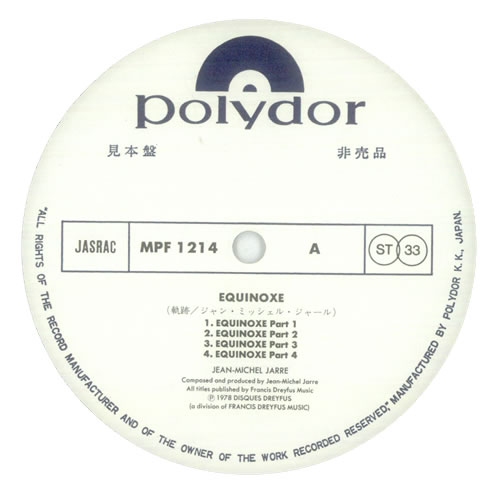 polydor
見本盤 非売品
JASRAC MPF 1214 A ST 33
EQUINOXE
(軌跡/ジャン・ミッシェル・ジャール)
1. EQUINOXE Part 1
2. EQUINOXE Part 2
3. EQUINOXE Part 3
4. EQUINOXE Part 4
JEAN-MICHEL JARRE
Composed and produced by Jean-Michel Jarre
All titles published by Francis Dreyfus Music
Ⓟ 1978 DISQUES DREYFUS
(a division of FRANCIS DREYFUS MUSIC)
"ALL RIGHTS OF THE RECORD MANUFACTURER AND OF THE OWNER OF THE WORK RECORDED RESERVED," MANUFACTURED BY POLYDOR K.K., JAPAN.